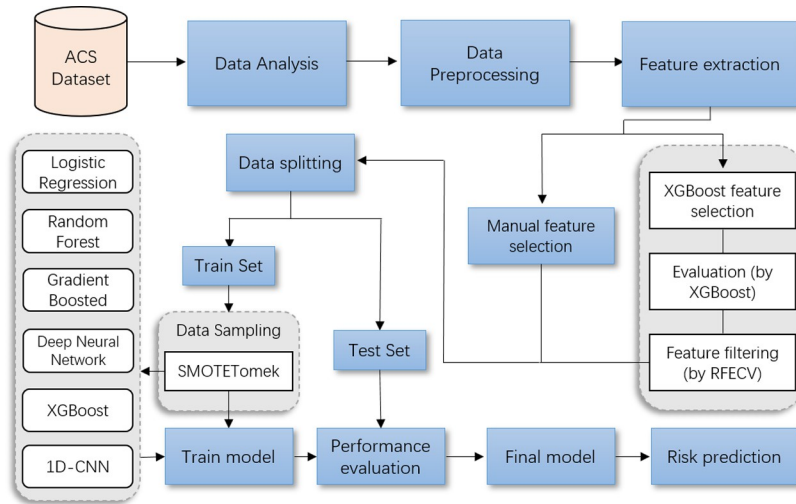 ACS
Dataset
Data Analysis
Data
Preprocessing
Feature extraction
Logistic
Regression
Random
Forest
Gradient
Boosted
Deep Neural
Network
XGBoost
1D-CNN
Data splitting
Train Set
Data Sampling
SMOTETomek
Test Set
Manual feature
selection
XGBoost feature
selection
Evaluation (by
XGBoost)
Feature filtering
(by RFECV)
Train model
Performance
evaluation
Final model
Risk prediction